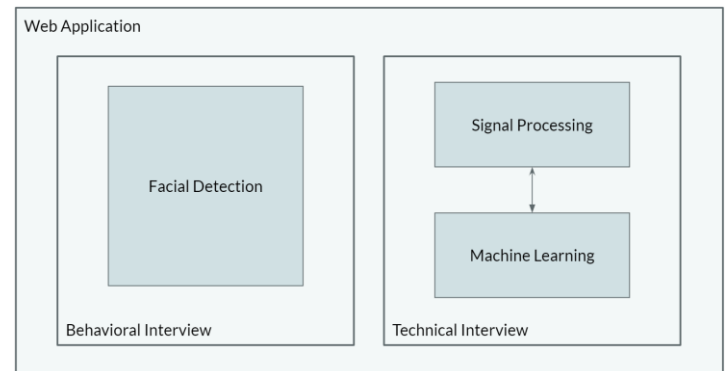 Web Application
Facial Detection
Behavioral Interview
Signal Processing
Machine Learning
Technical Interview